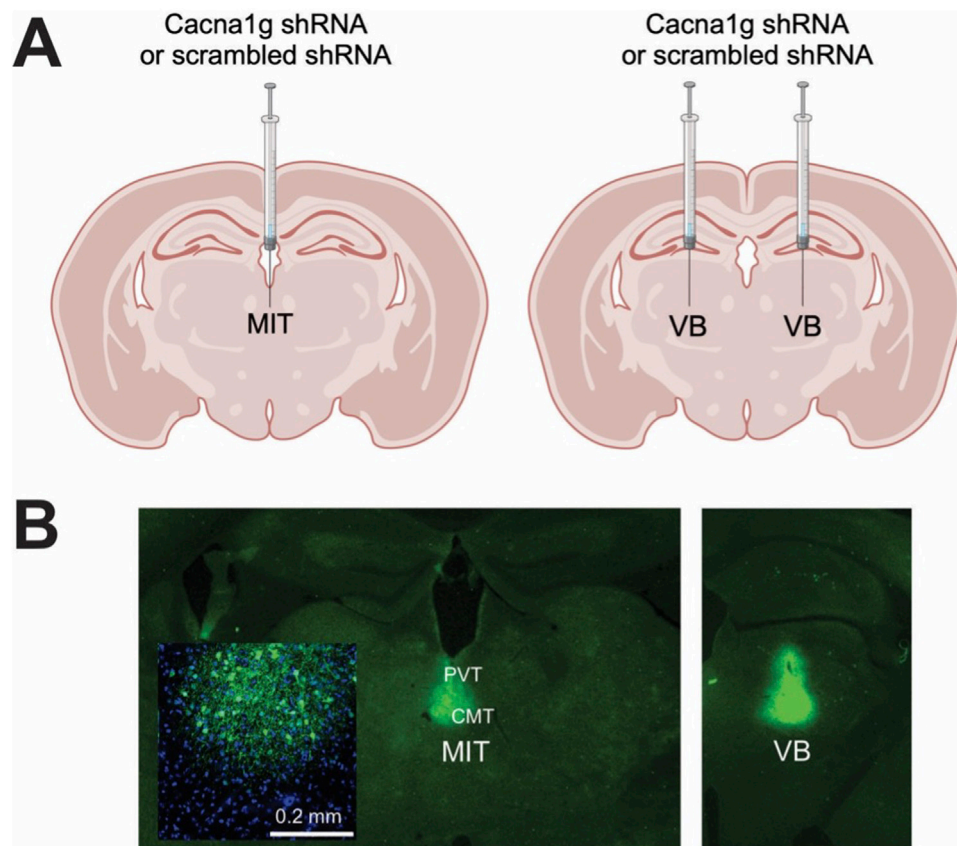 A
Cacna1g shRNA
or scrambled shRNA
Cacna1g shRNA
or scrambled shRNA
MIT
VB
VB
B
PVT
CMT
MIT
0.2 mm
VB